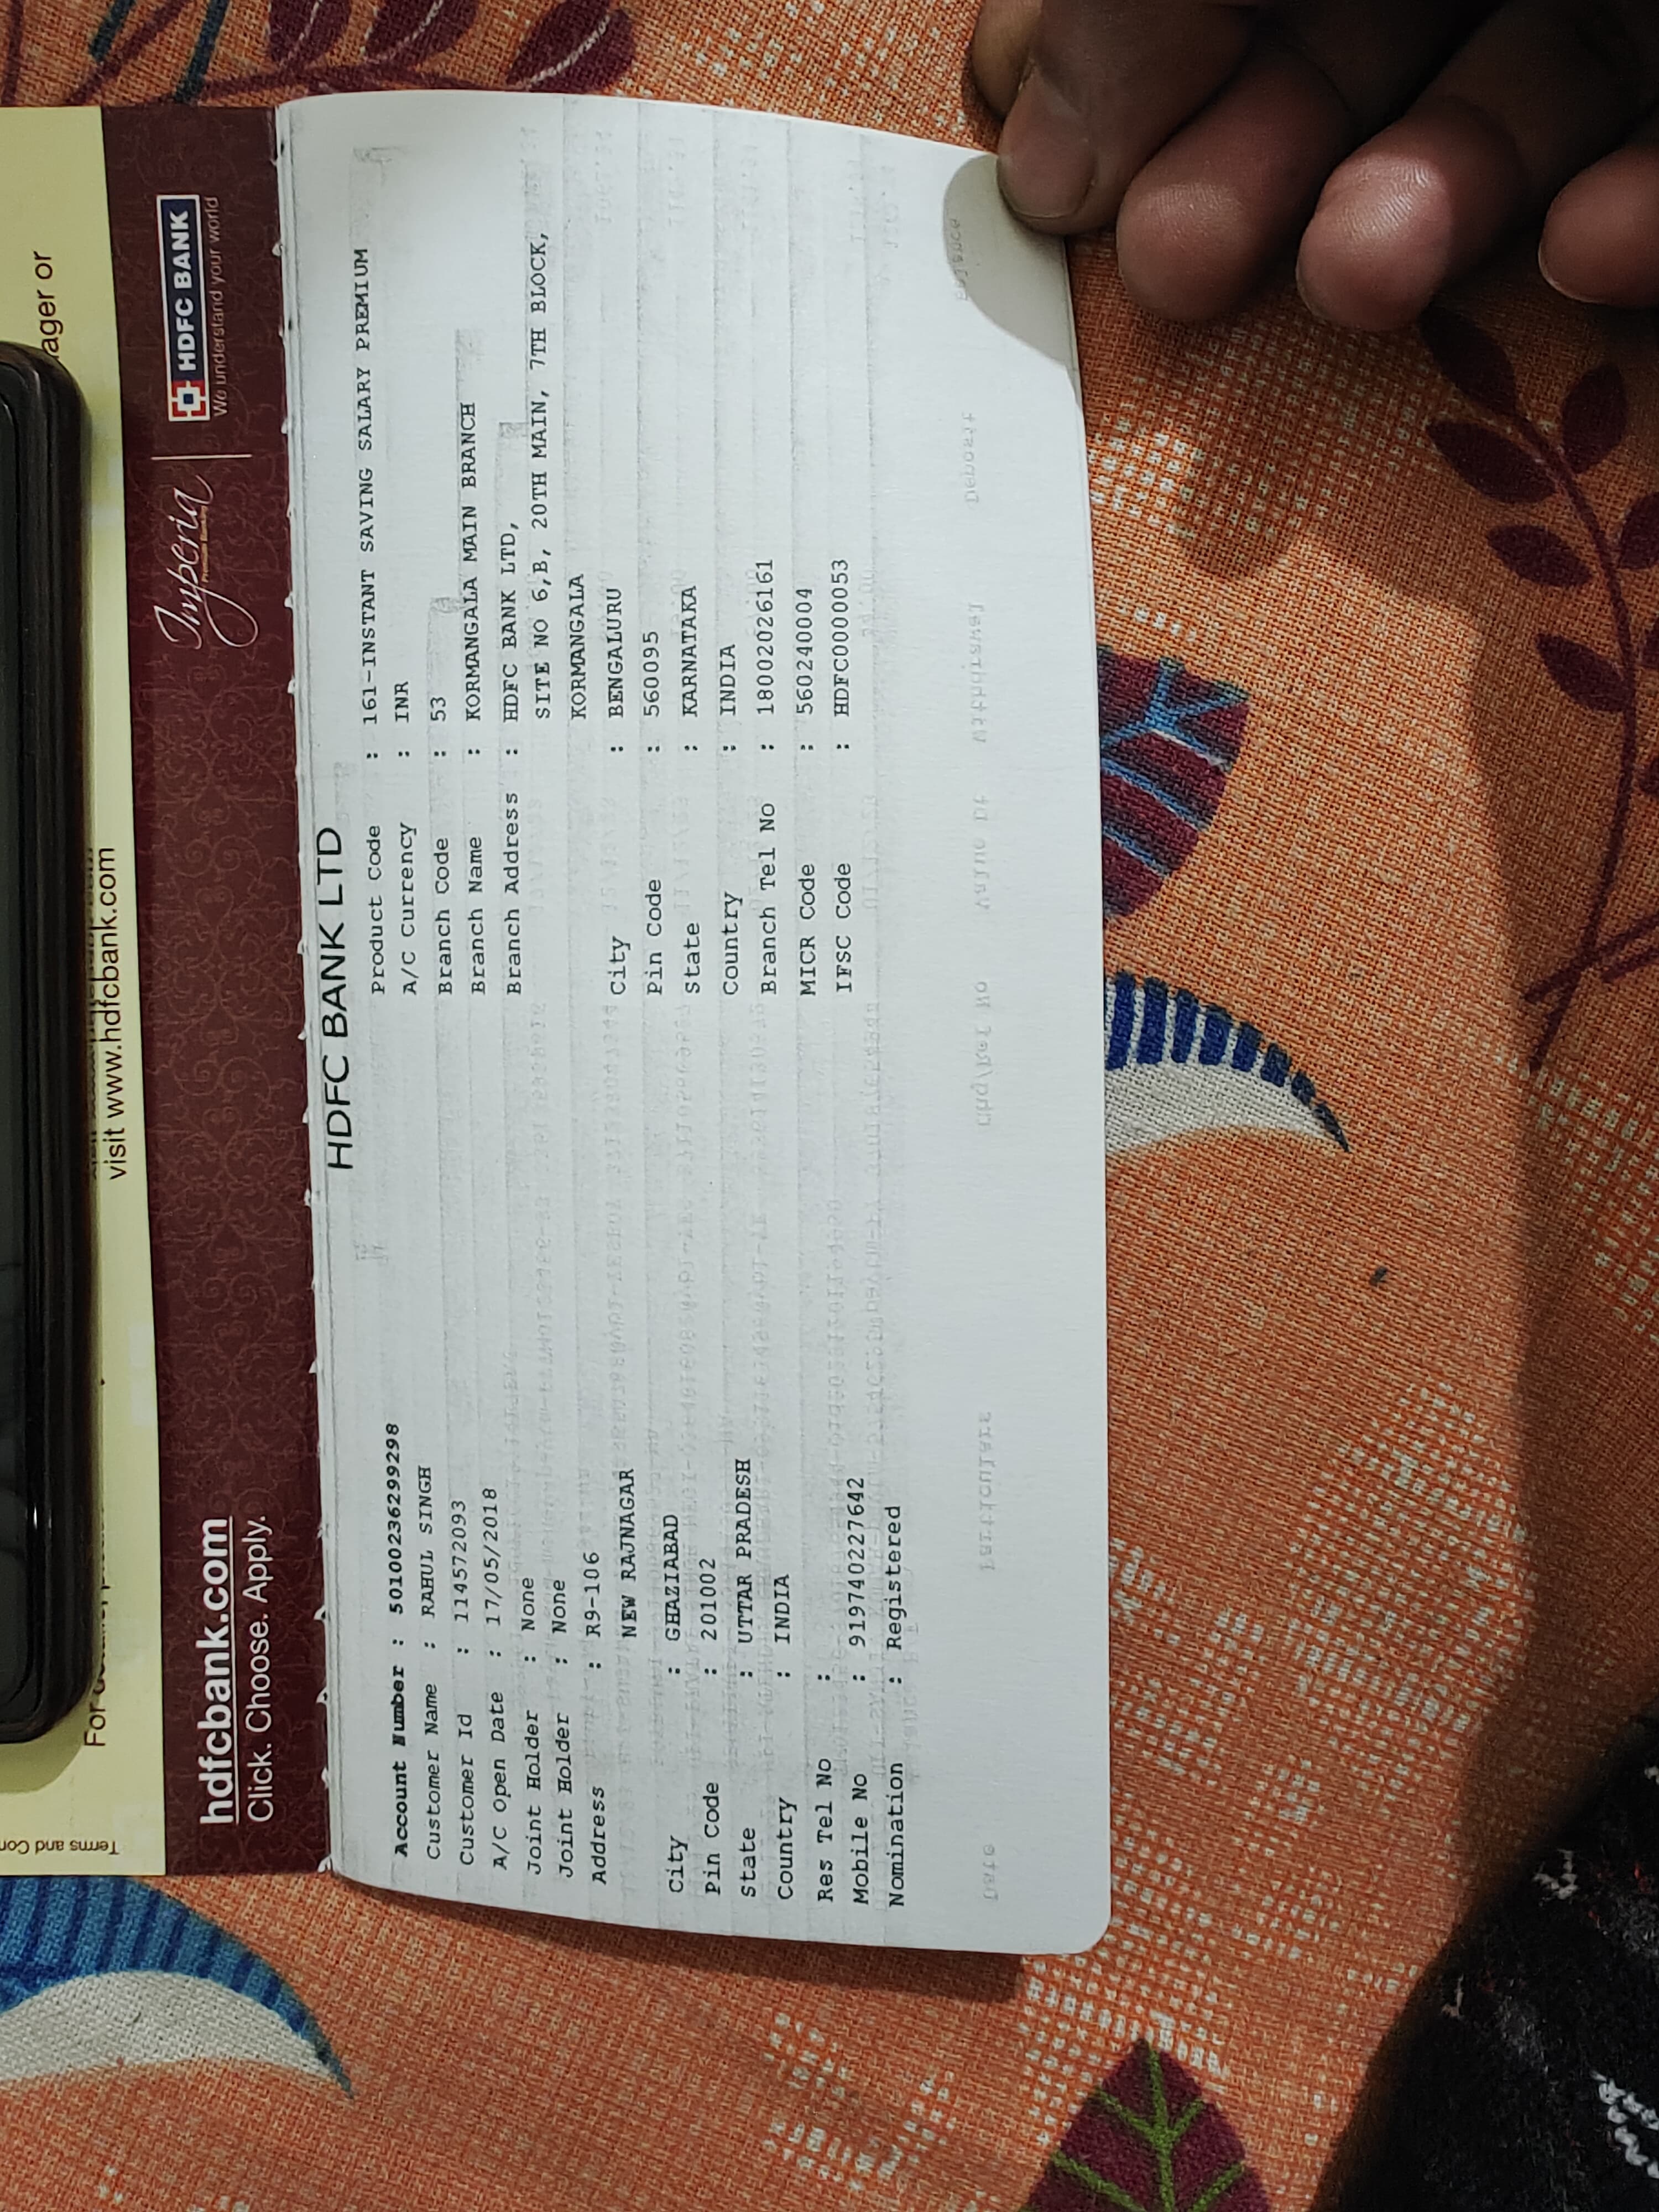 ager or
visit www.hdfcbank.com
For
Terms and Con
hdfcbank.com
Click. Choose. Apply.
Imperia
HDFC BANK
We understand your world
HDFC BANK LTD
Account Number : 50100236299298
Customer Name : RAHUL SINGH
Customer Id : 114572093
A/C Open Date : 17/05/2018
Joint Holder : None
Joint Holder : None
Address : R9-106
NEW RAJNAGAR
City : GHAZIABAD
Pin Code : 201002
State : UTTAR PRADESH
Country : INDIA
Res Tel No :
Mobile No : 919740227642
Nomination : Registered
Product Code : 161-INSTANT SAVING SALARY PREMIUM
A/C Currency : INR
Branch Code : 53
Branch Name : KORMANGALA MAIN BRANCH
Branch Address : HDFC BANK LTD,
SITE NO 6,B, 20TH MAIN, 7TH BLOCK,
KORMANGALA
City : BENGALURU
Pin Code : 560095
State : KARNATAKA
Country : INDIA
Branch Tel No : 18002026161
MICR Code : 560240004
IFSC Code : HDFC0000053